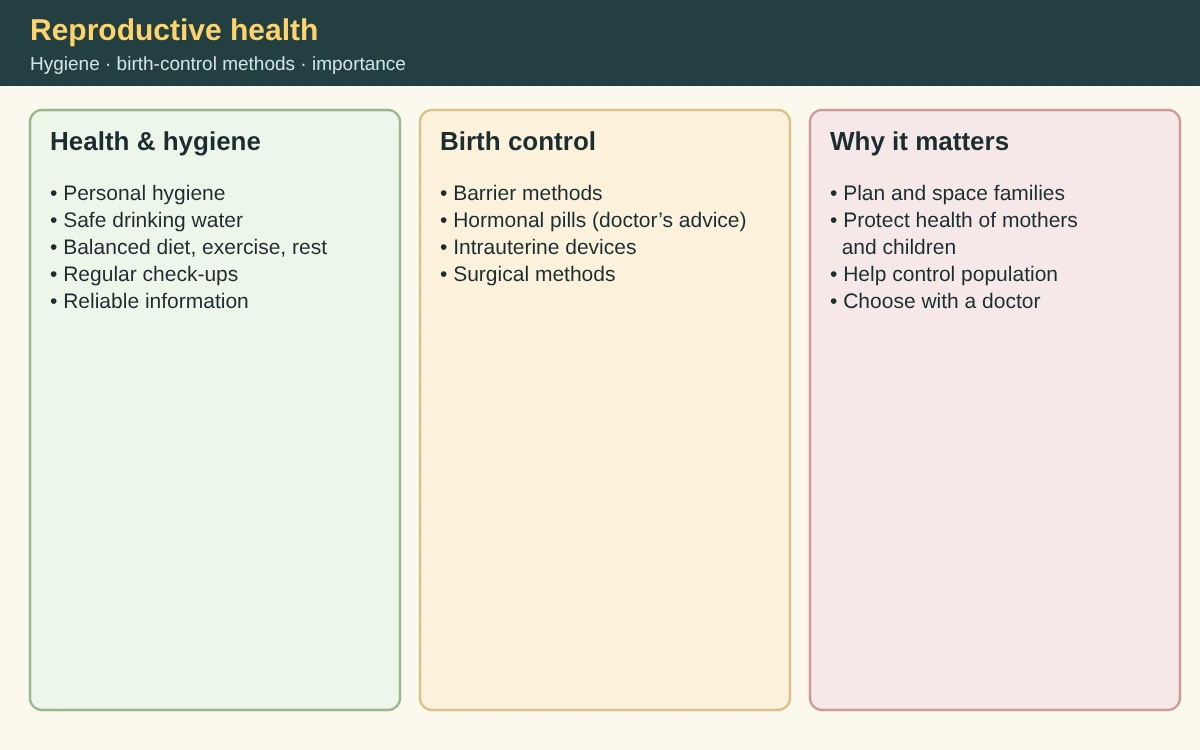 Reproductive health
Hygiene · birth-control methods · importance
Health & hygiene
• Personal hygiene
• Safe drinking water
• Balanced diet, exercise, rest
• Regular check-ups
• Reliable information
Birth control
• Barrier methods
• Hormonal pills (doctor’s advice)
• Intrauterine devices
• Surgical methods
Why it matters
• Plan and space families
• Protect health of mothers
and children
• Help control population
• Choose with a doctor